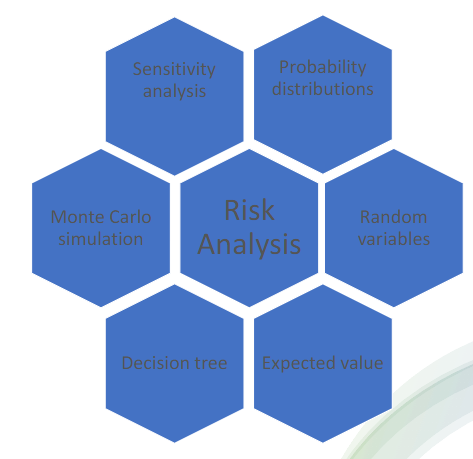 Sensitivity
analysis
Probability
distributions
Monte Carlo
simulation
Risk
Analysis
Random
variables
Decision tree
Expected value